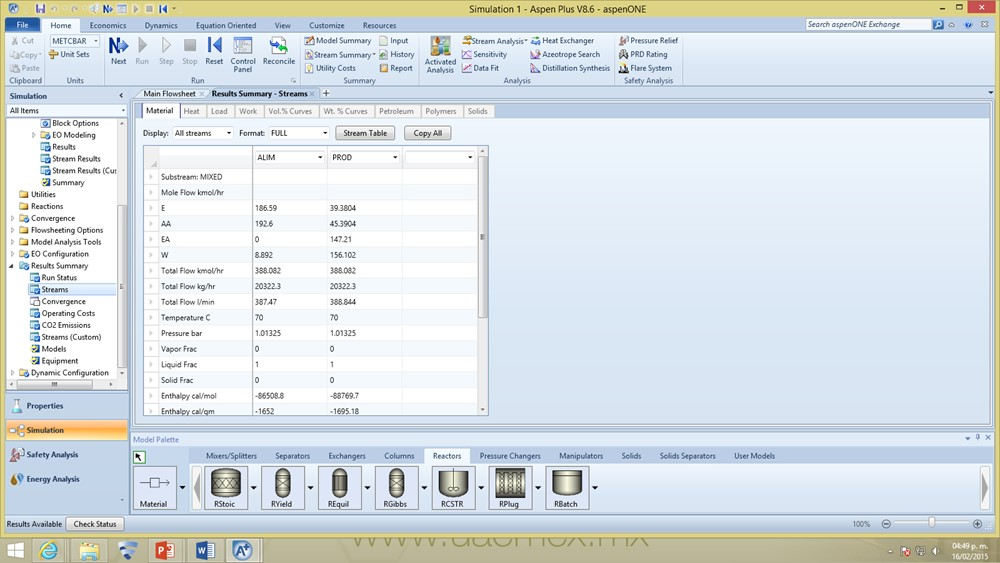 Simulation 1 - Aspen Plus V8.6 - aspenONE
File Home Economics Dynamics Equation Oriented View Customize Resources
Search aspenONE Exchange
Cut METCBAR Model Summary Input Stream Analysis Heat Exchanger Pressure Relief
Copy Unit Sets Stream Summary History Sensitivity Azeotrope Search PRD Rating
Paste Next Run Step Stop Reset Control Panel Reconcile Utility Costs Report Activated Analysis Data Fit Distillation Synthesis Flare System
Clipboard Units Run Summary Analysis Safety Analysis
Simulation
All Items
Block Options
EO Modeling
Results
Stream Results
Stream Results (Cus
Summary
Utilities
Reactions
Convergence
Flowsheeting Options
Model Analysis Tools
EO Configuration
Results Summary
Run Status
Streams
Convergence
Operating Costs
CO2 Emissions
Streams (Custom)
Models
Equipment
Dynamic Configuration
Properties
Simulation
Safety Analysis
Energy Analysis
Main Flowsheet Results Summary - Streams
Material Heat Load Work Vol.% Curves Wt. % Curves Petroleum Polymers Solids
Display: All streams Format: FULL Stream Table Copy All
ALIM PROD
Substream: MIXED
Mole Flow kmol/hr
E 186.59 39.3804
AA 192.6 45.3904
EA 0 147.21
W 8.892 156.102
Total Flow kmol/hr 388.082 388.082
Total Flow kg/hr 20322.3 20322.3
Total Flow l/min 387.47 388.844
Temperature C 70 70
Pressure bar 1.01325 1.01325
Vapor Frac 0 0
Liquid Frac 1 1
Solid Frac 0 0
Enthalpy cal/mol -86508.8 -88769.7
Enthalpy cal/gm -1652 -1695.18
Model Palette
Mixers/Splitters Separators Exchangers Columns Reactors Pressure Changers Manipulators Solids Solids Separators User Models
Material RStoic RYield REquil RGibbs RCSTR RPlug RBatch
Results Available Check Status 100%
04:49 p. m.
16/02/2015